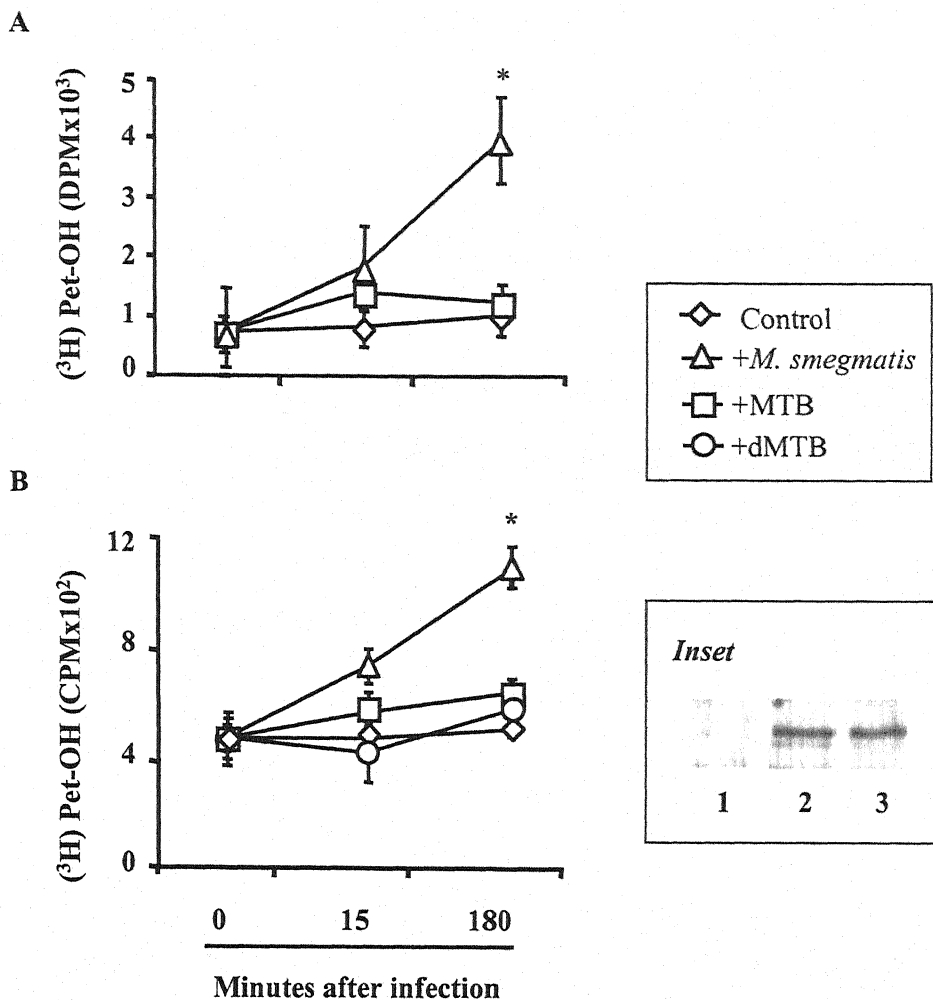 A
(³H) Pet-OH (DPMx10³)
5
4
3
2
1
0
*
Control
+M. smegmatis
+MTB
+dMTB
B
(³H) Pet-OH (CPMx10²)
12
8
4
0
*
0 15 180
Minutes after infection
Inset
1 2 3